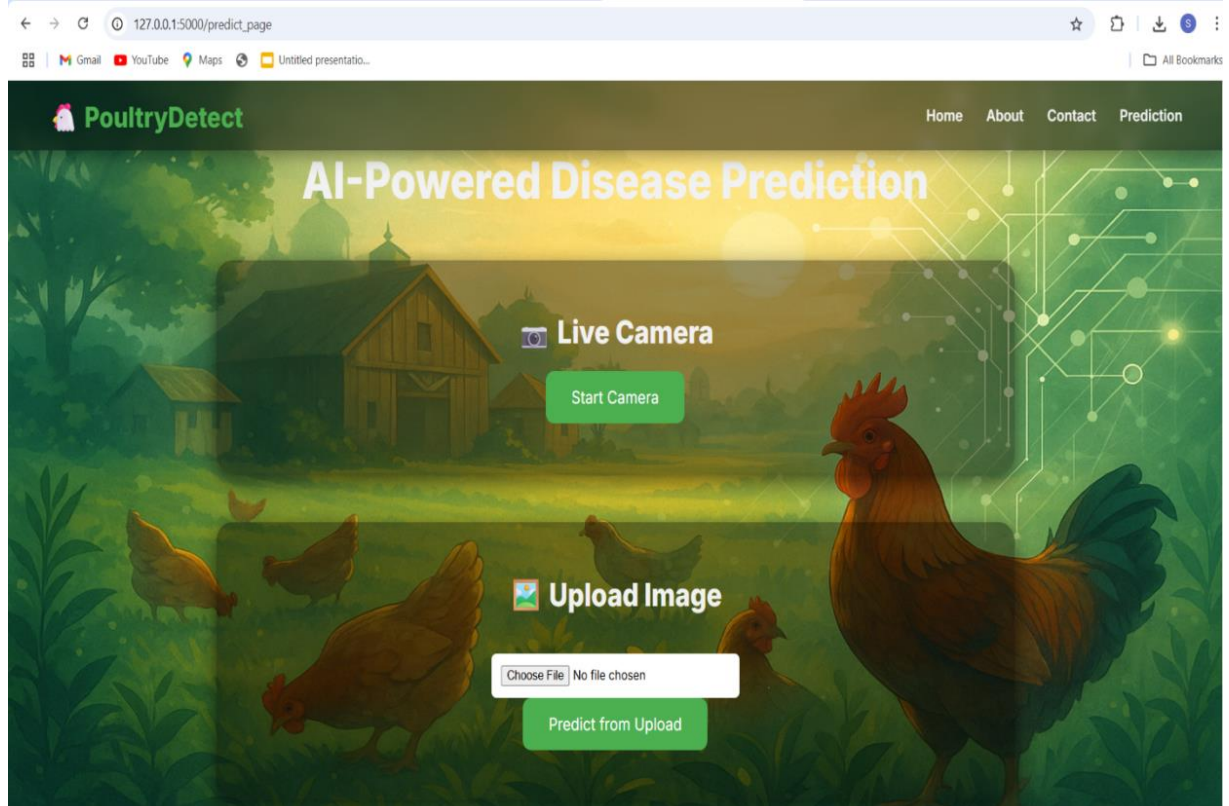 127.0.0.1:5000/predict_page
S
Gmail YouTube Maps Untitled presentatio... All Bookmarks
PoultryDetect Home About Contact Prediction
AI-Powered Disease Prediction
Live Camera
Start Camera
Upload Image
Choose File No file chosen
Predict from Upload